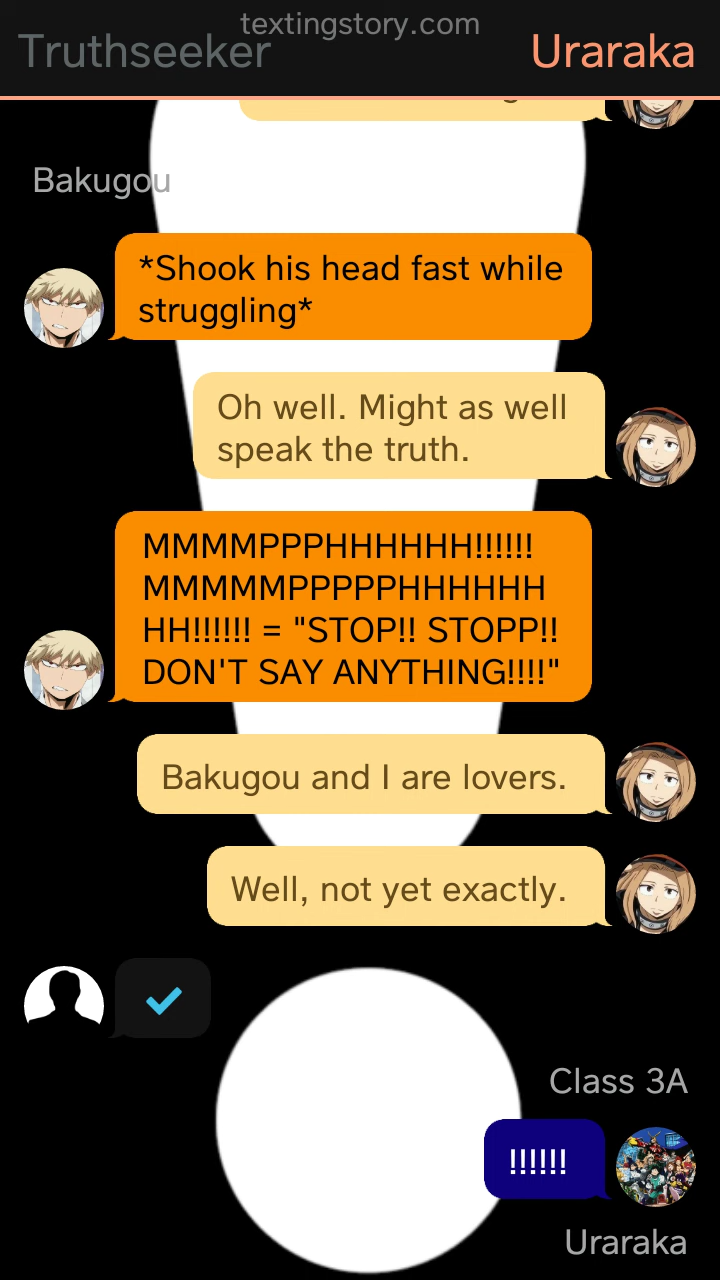 textingstory.com
Truthseeker
Uraraka
Bakugou
*Shook his head fast while
struggling*
Oh well. Might as well
speak the truth.
MMMMPPPHHHHHH!!!!!!
MMMMMPPPPPHHHHHH
HH!!!!!! = "STOP!! STOPP!!
DON'T SAY ANYTHING!!!!"
Bakugou and I are lovers.
Well, not yet exactly.
Class 3A
!!!!!!
Uraraka